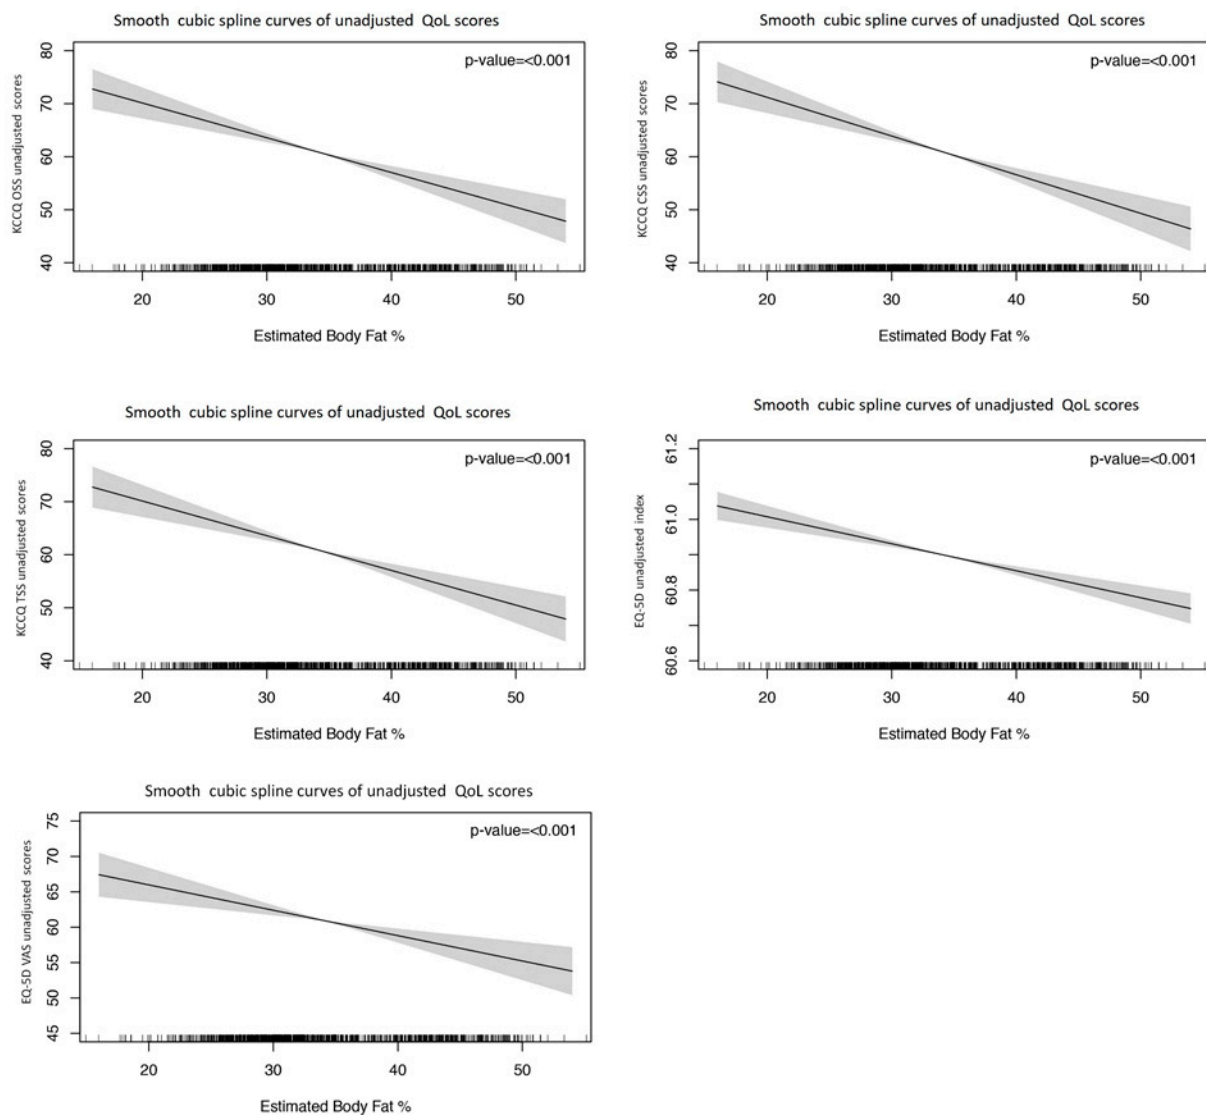 Smooth cubic spline curves of unadjusted QoL scores
p-value=<0.001
KCCQ OSS unadjusted scores
80
70
60
50
40
20 30 40 50
Estimated Body Fat %
Smooth cubic spline curves of unadjusted QoL scores
p-value=<0.001
KCCQ CSS unadjusted scores
80
70
60
50
40
20 30 40 50
Estimated Body Fat %
Smooth cubic spline curves of unadjusted QoL scores
p-value=<0.001
KCCQ TSS unadjusted scores
80
70
60
50
40
20 30 40 50
Estimated Body Fat %
Smooth cubic spline curves of unadjusted QoL scores
p-value=<0.001
EQ-5D unadjusted index
61.2
61.0
60.8
60.6
20 30 40 50
Estimated Body Fat %
Smooth cubic spline curves of unadjusted QoL scores
p-value=<0.001
EQ-5D VAS unadjusted scores
75
70
65
60
55
50
45
20 30 40 50
Estimated Body Fat %